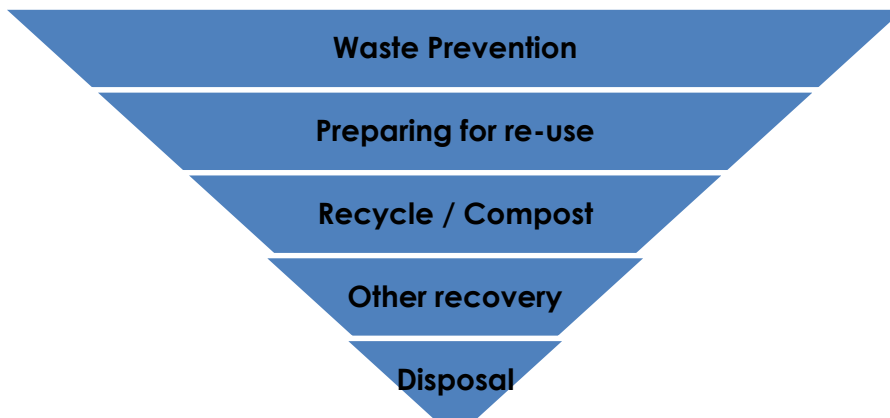 Waste Prevention
Preparing for re-use
Recycle / Compost
Other recovery
Disposal